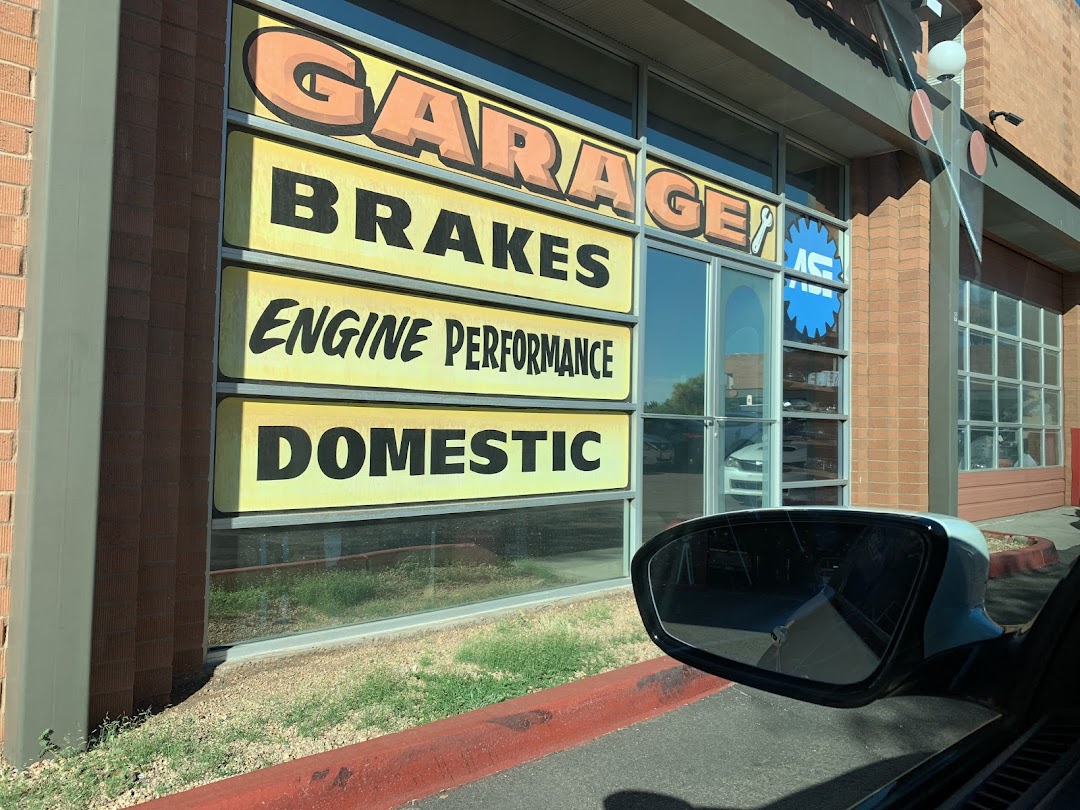 GARAGE
BRAKES
ENGINE PERFORMANCE
DOMESTIC
ASE